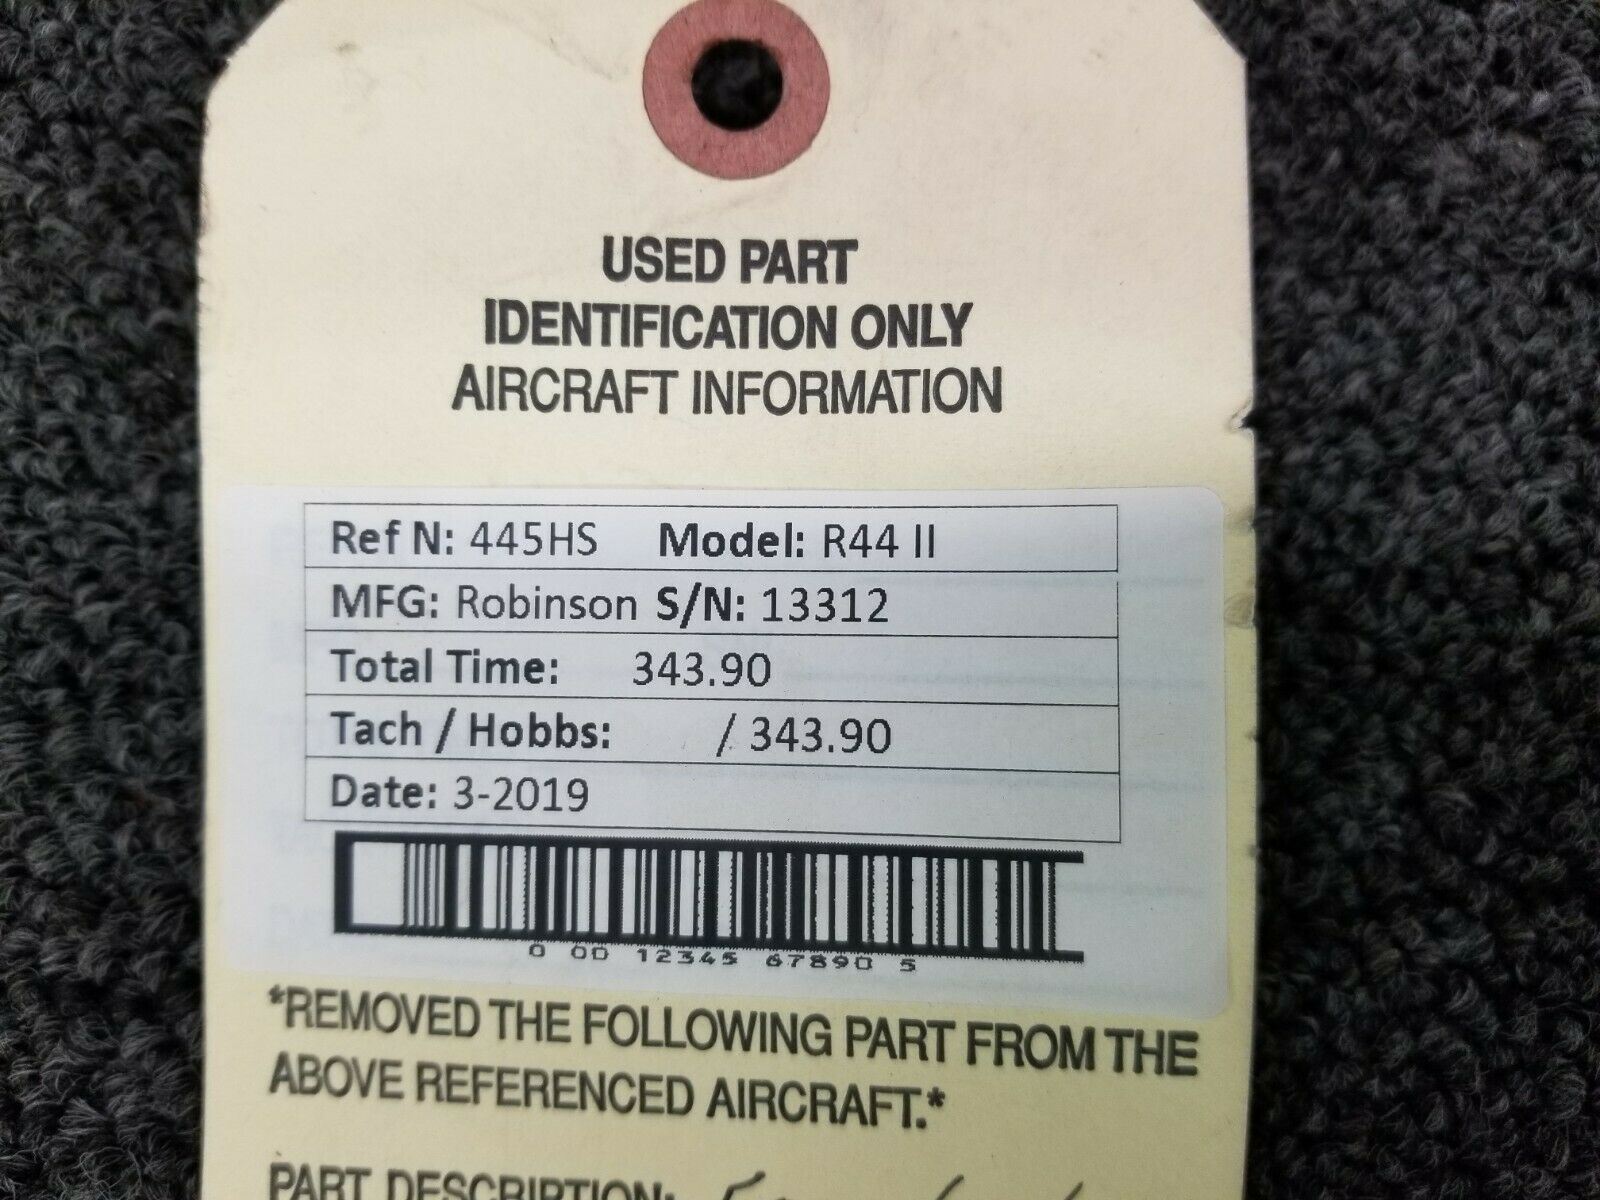 USED PART
IDENTIFICATION ONLY
AIRCRAFT INFORMATION
Ref N: 445HS Model: R44 II
MFG: Robinson S/N: 13312
Total Time: 343.90
Tach / Hobbs: / 343.90
Date: 3-2019
0 00 12345 67890 5
*REMOVED THE FOLLOWING PART FROM THE
ABOVE REFERENCED AIRCRAFT.*
PART DESCRIPTION: